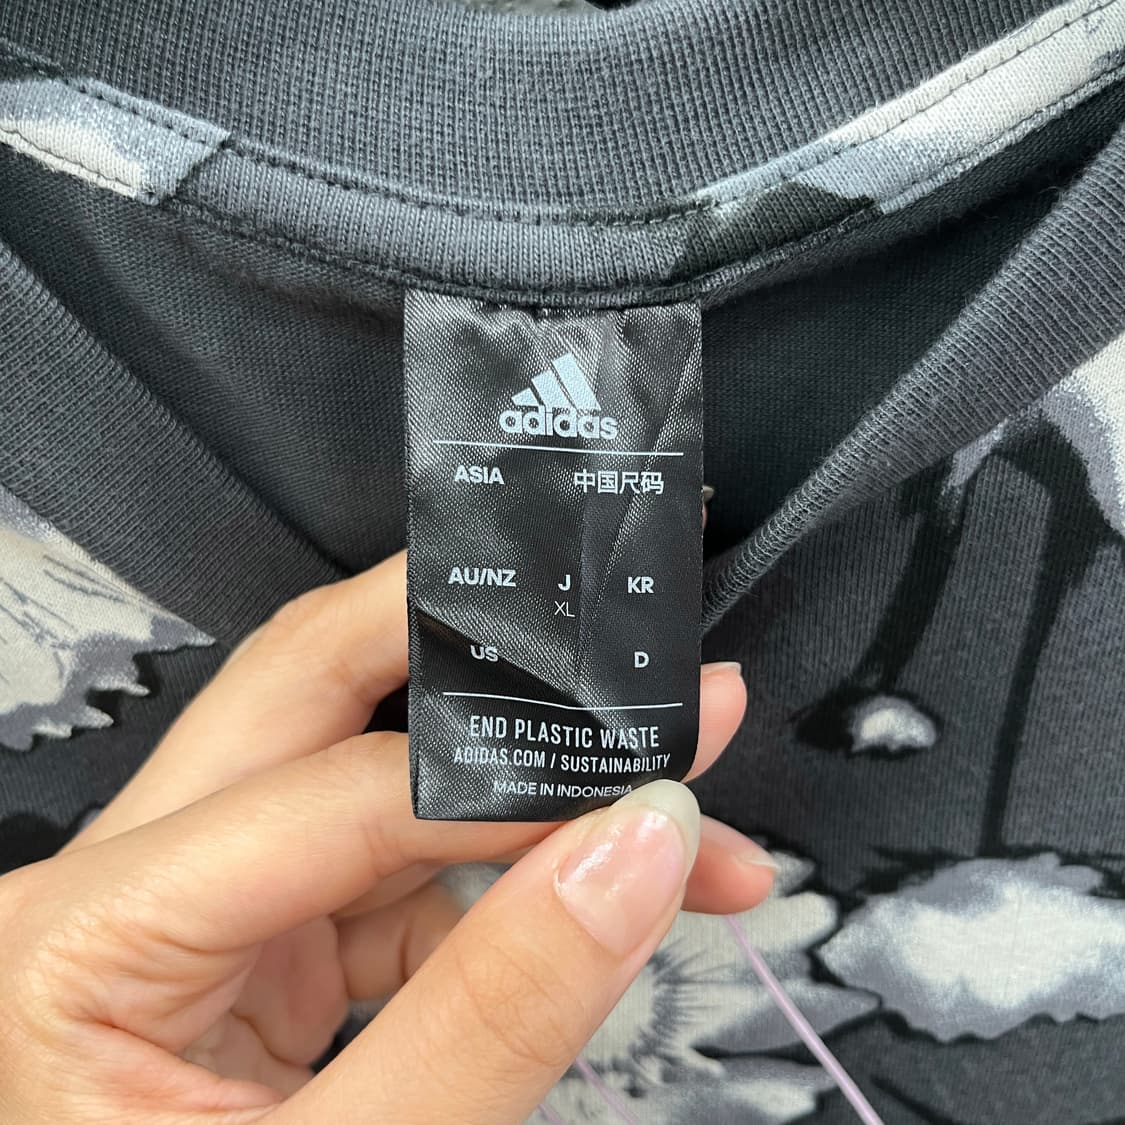 adidas
ASIA 中国尺码
AU/NZ J KR
XL
US D
END PLASTIC WASTE
ADIDAS.COM / SUSTAINABILITY
MADE IN INDONESIA